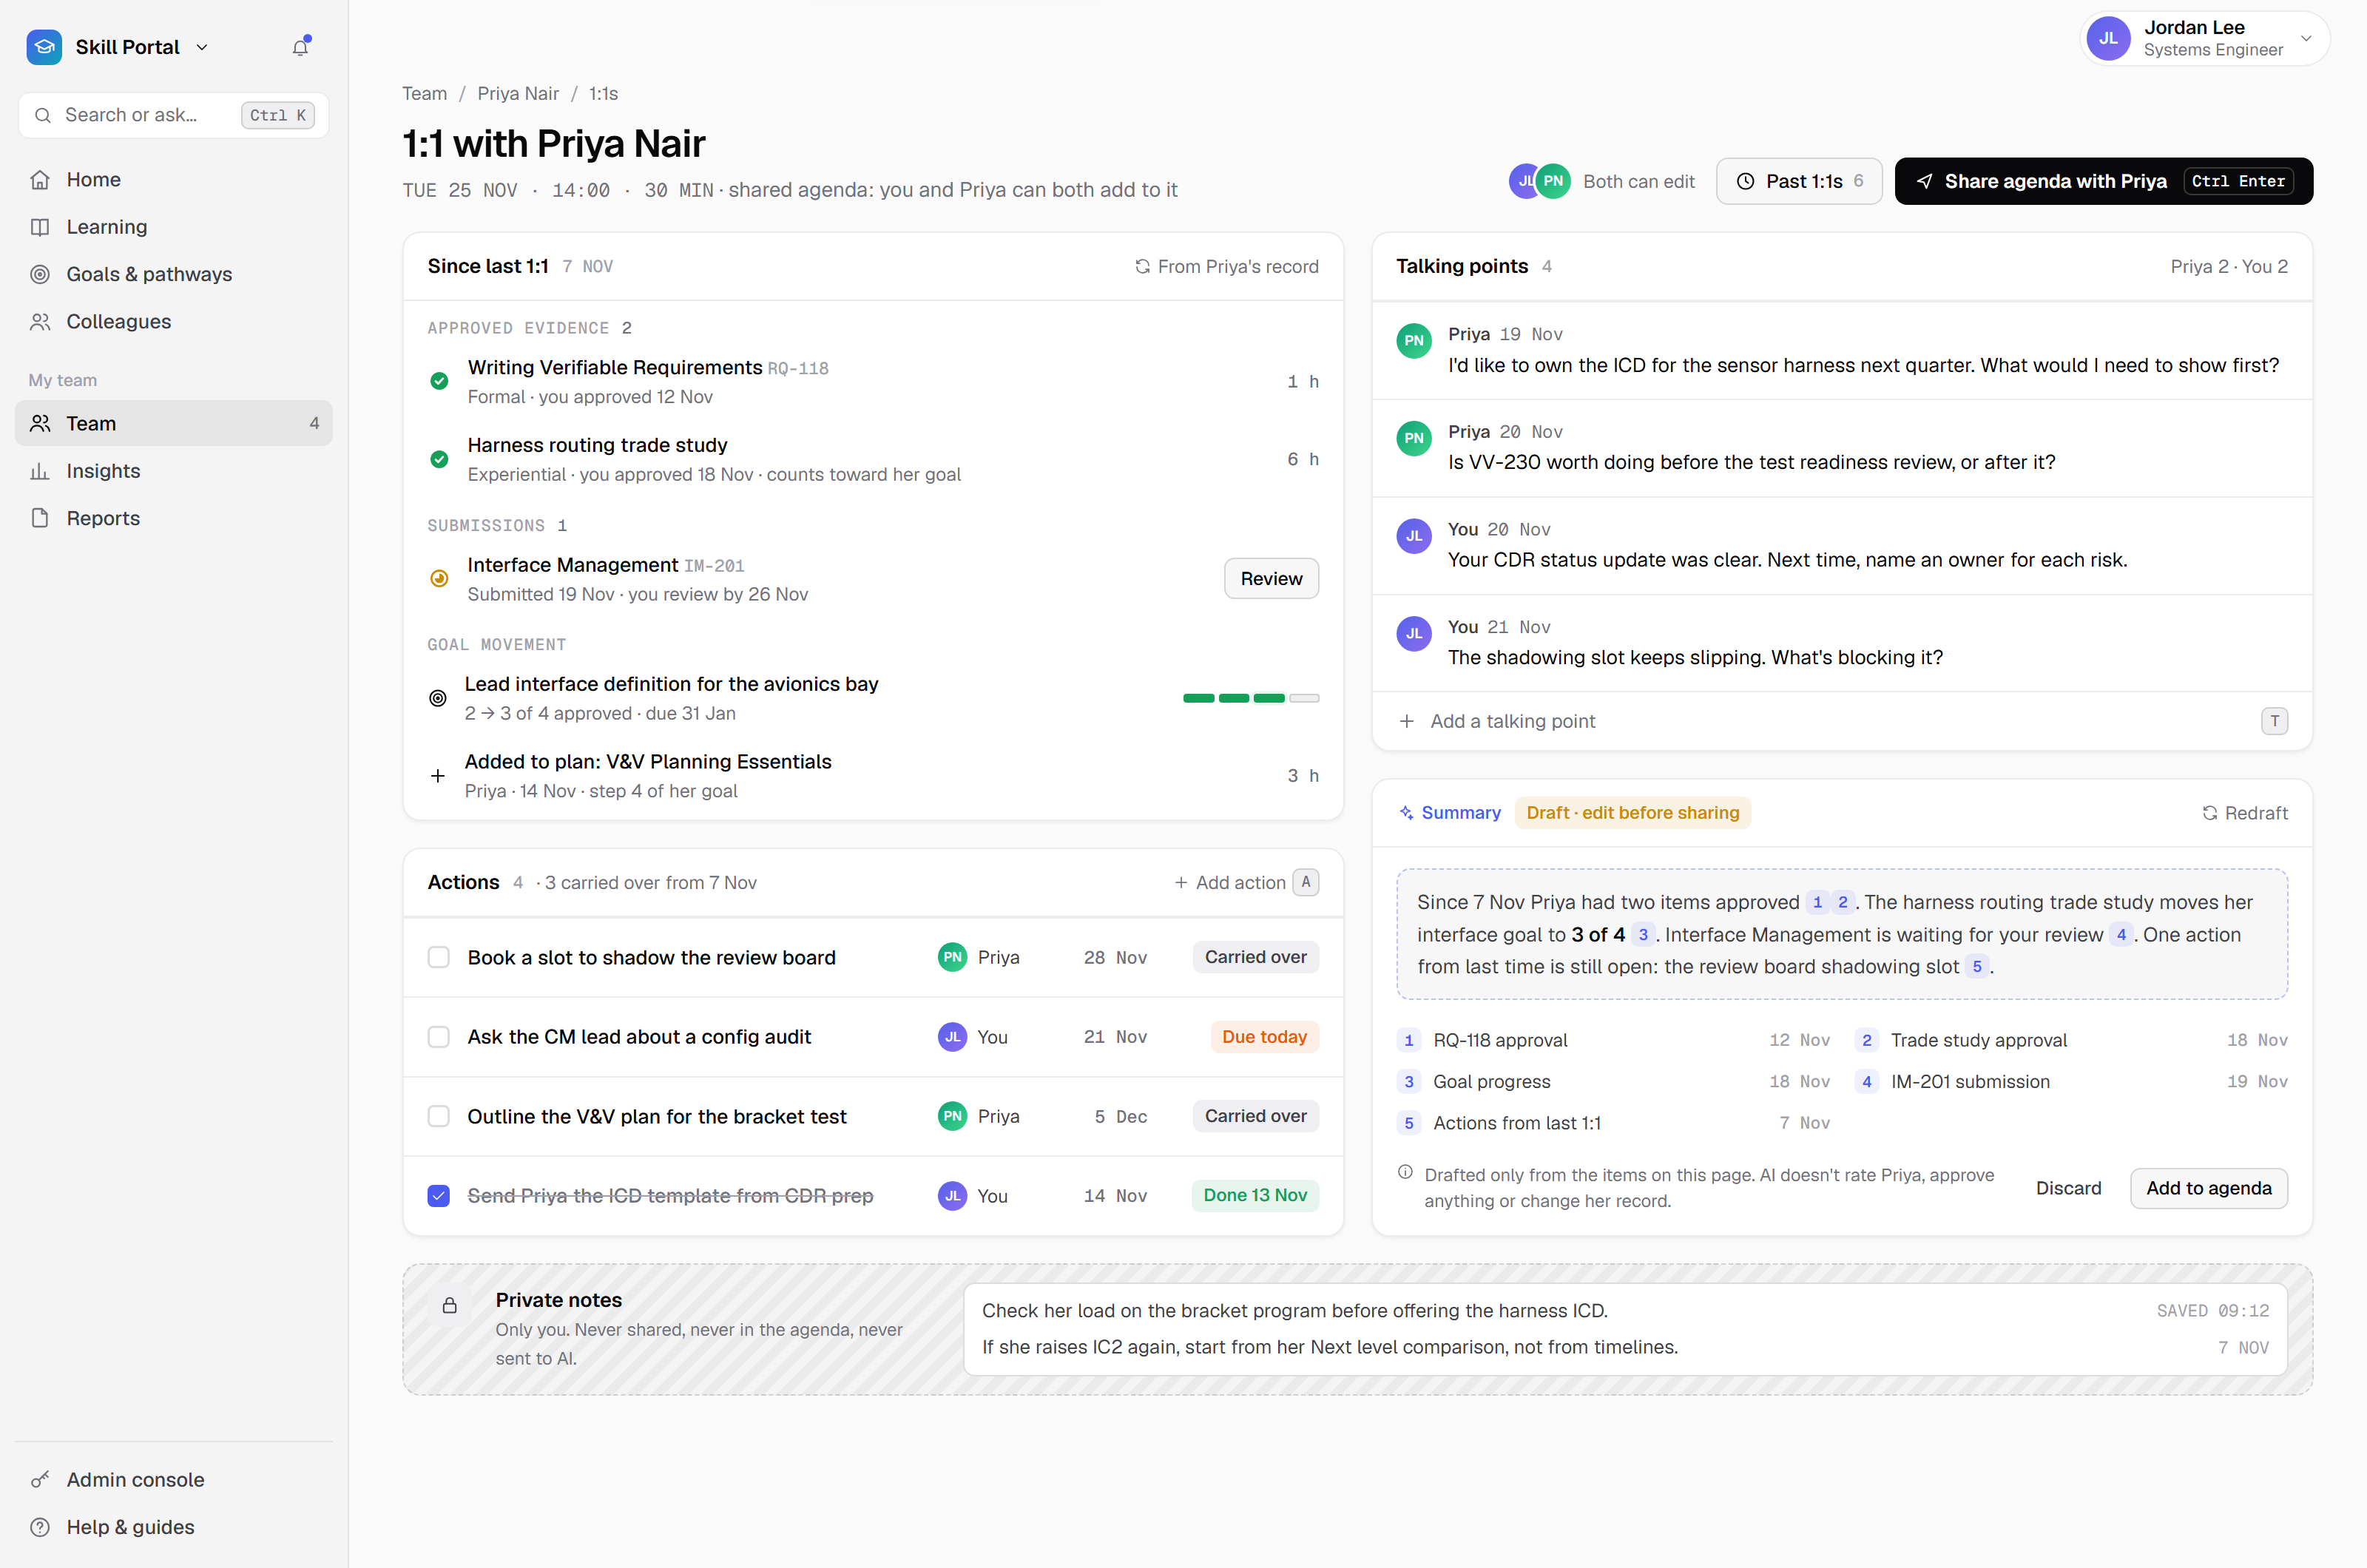 Skill Portal
Search or ask...
Ctrl K
Home
Learning
Goals & pathways
Colleagues
My team
Team 4
Insights
Reports
Admin console
Help & guides
JL
Jordan Lee
Systems Engineer
Team / Priya Nair / 1:1s
1:1 with Priya Nair
TUE 25 NOV · 14:00 · 30 MIN · shared agenda: you and Priya can both add to it
JL PN Both can edit
Past 1:1s 6
Share agenda with Priya Ctrl Enter
Since last 1:1 7 NOV
From Priya's record
APPROVED EVIDENCE 2
Writing Verifiable Requirements RQ-118
Formal · you approved 12 Nov
1 h
Harness routing trade study
Experiential · you approved 18 Nov · counts toward her goal
6 h
SUBMISSIONS 1
Interface Management IM-201
Submitted 19 Nov · you review by 26 Nov
Review
GOAL MOVEMENT
Lead interface definition for the avionics bay
2 → 3 of 4 approved · due 31 Jan
Added to plan: V&V Planning Essentials
Priya · 14 Nov · step 4 of her goal
3 h
Actions 4 · 3 carried over from 7 Nov
Add action A
Book a slot to shadow the review board PN Priya 28 Nov Carried over
Ask the CM lead about a config audit JL You 21 Nov Due today
Outline the V&V plan for the bracket test PN Priya 5 Dec Carried over
Send Priya the ICD template from CDR prep JL You 14 Nov Done 13 Nov
Talking points 4
Priya 2 · You 2
PN
Priya 19 Nov
I'd like to own the ICD for the sensor harness next quarter. What would I need to show first?
PN
Priya 20 Nov
Is VV-230 worth doing before the test readiness review, or after it?
JL
You 20 Nov
Your CDR status update was clear. Next time, name an owner for each risk.
JL
You 21 Nov
The shadowing slot keeps slipping. What's blocking it?
Add a talking point T
Summary Draft · edit before sharing
Redraft
Since 7 Nov Priya had two items approved 1 2. The harness routing trade study moves her
interface goal to 3 of 4 3. Interface Management is waiting for your review 4. One action
from last time is still open: the review board shadowing slot 5.
1 RQ-118 approval 12 Nov 2 Trade study approval 18 Nov
3 Goal progress 18 Nov 4 IM-201 submission 19 Nov
5 Actions from last 1:1 7 Nov
Drafted only from the items on this page. AI doesn't rate Priya, approve
anything or change her record.
Discard
Add to agenda
Private notes
Only you. Never shared, never in the agenda, never
sent to AI.
Check her load on the bracket program before offering the harness ICD. SAVED 09:12
If she raises IC2 again, start from her Next level comparison, not from timelines. 7 NOV